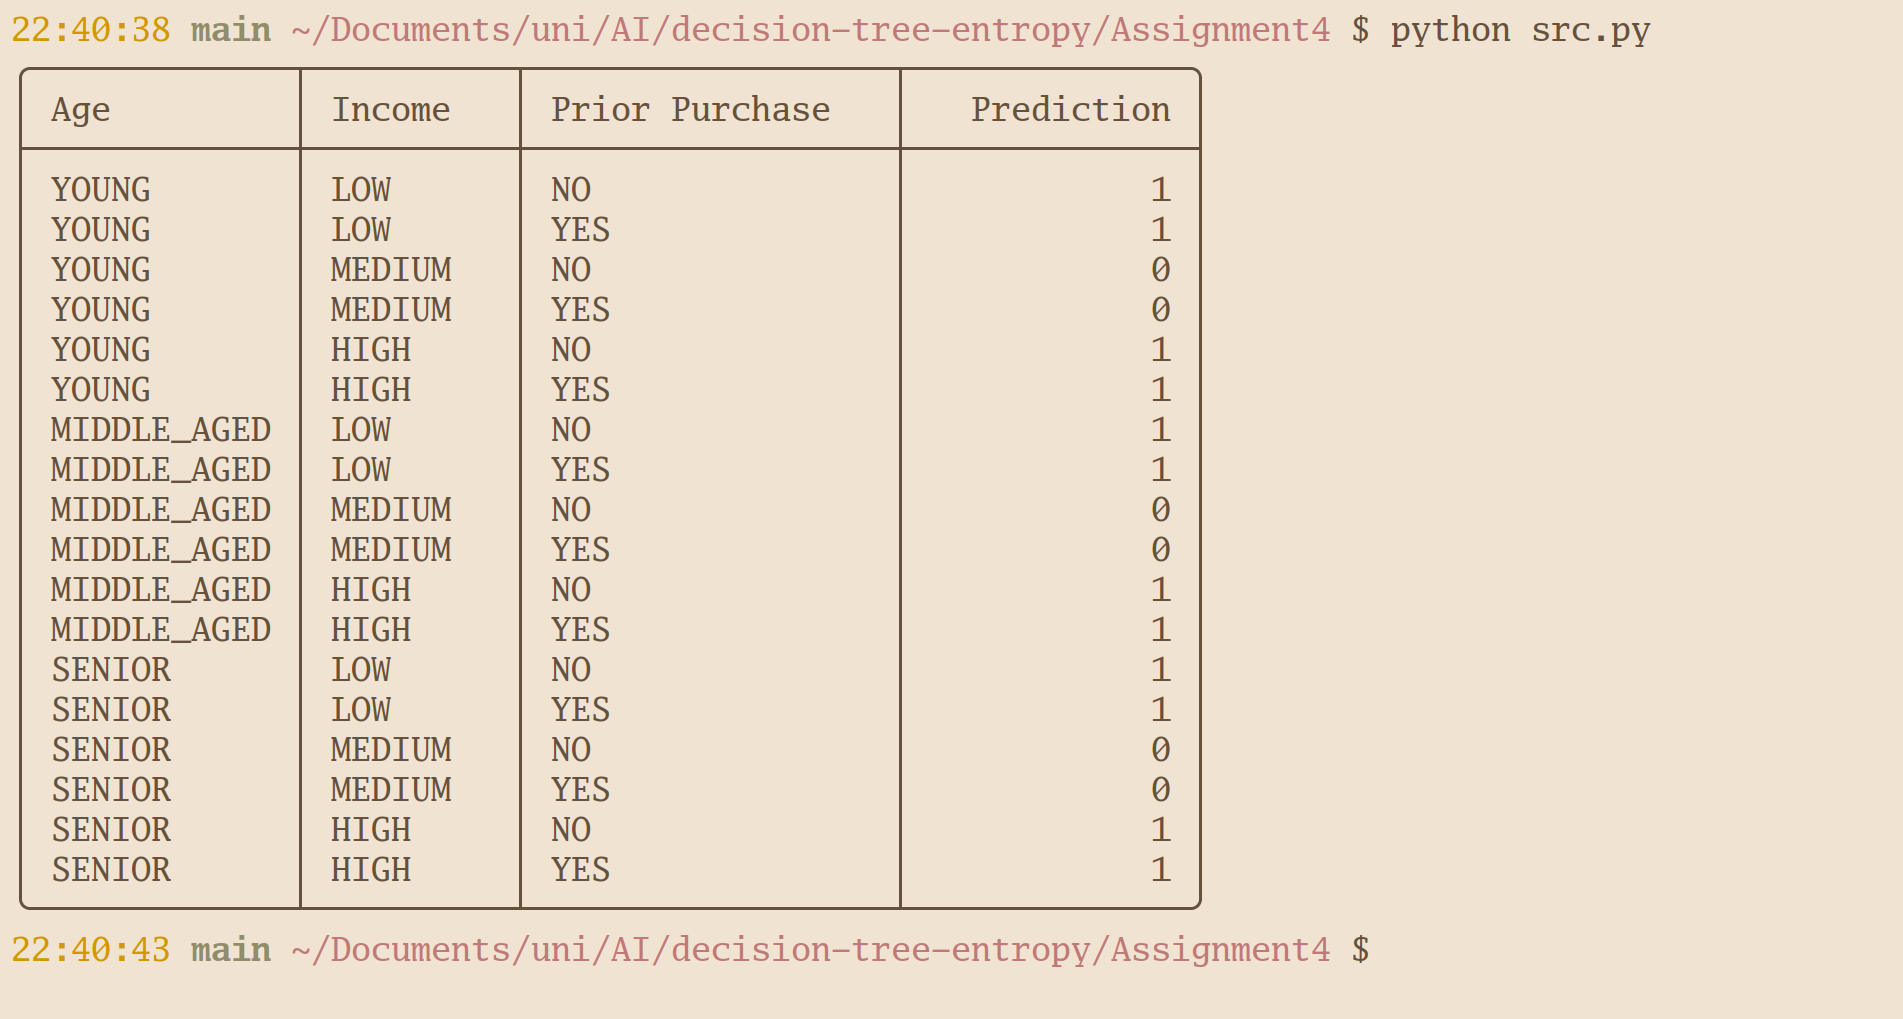 22:40:38 main ~/Documents/uni/AI/decision-tree-entropy/Assignment4 $ python src.py
Age Income Prior Purchase Prediction
YOUNG LOW NO 1
YOUNG LOW YES 1
YOUNG MEDIUM NO 0
YOUNG MEDIUM YES 0
YOUNG HIGH NO 1
YOUNG HIGH YES 1
MIDDLE_AGED LOW NO 1
MIDDLE_AGED LOW YES 1
MIDDLE_AGED MEDIUM NO 0
MIDDLE_AGED MEDIUM YES 0
MIDDLE_AGED HIGH NO 1
MIDDLE_AGED HIGH YES 1
SENIOR LOW NO 1
SENIOR LOW YES 1
SENIOR MEDIUM NO 0
SENIOR MEDIUM YES 0
SENIOR HIGH NO 1
SENIOR HIGH YES 1
22:40:43 main ~/Documents/uni/AI/decision-tree-entropy/Assignment4 $